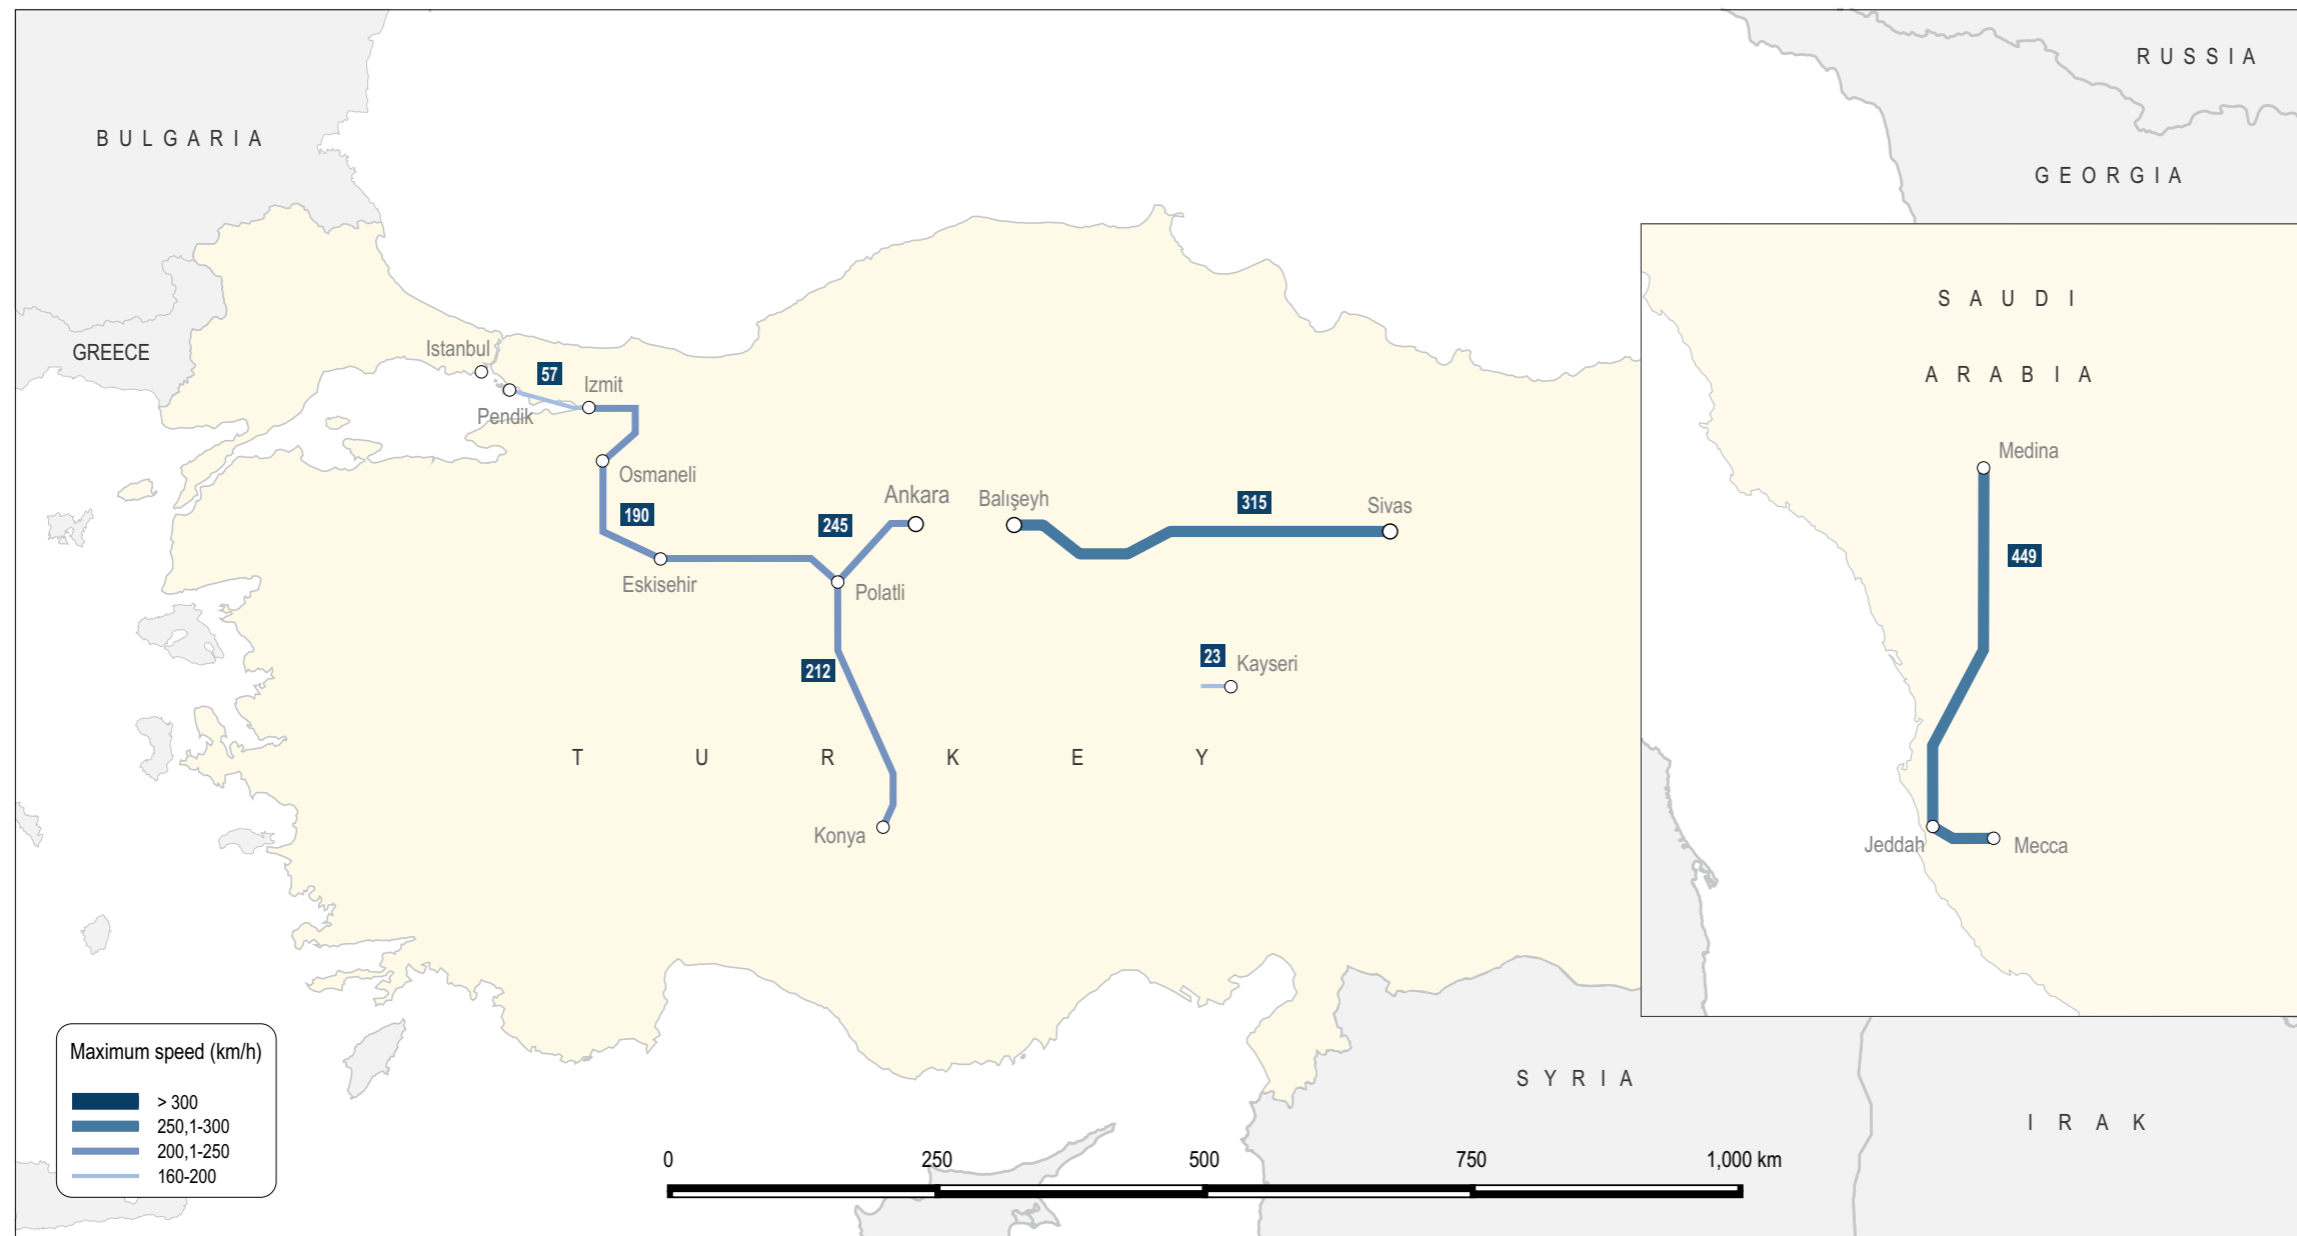 RUSSIA
BULGARIA
GEORGIA
SAUDI
ARABIA
GREECE
Istanbul
57
Izmit
Pendik
Osmaneli
190
Eskisehir
245
Ankara
Polatli
212
Konya
Balışeyh
315
Sivas
23
Kayseri
TURKEY
Medina
449
Jeddah
Mecca
SYRIA
IRAK
Maximum speed (km/h)
> 300
250,1-300
200,1-250
160-200
0 250 500 750 1,000 km